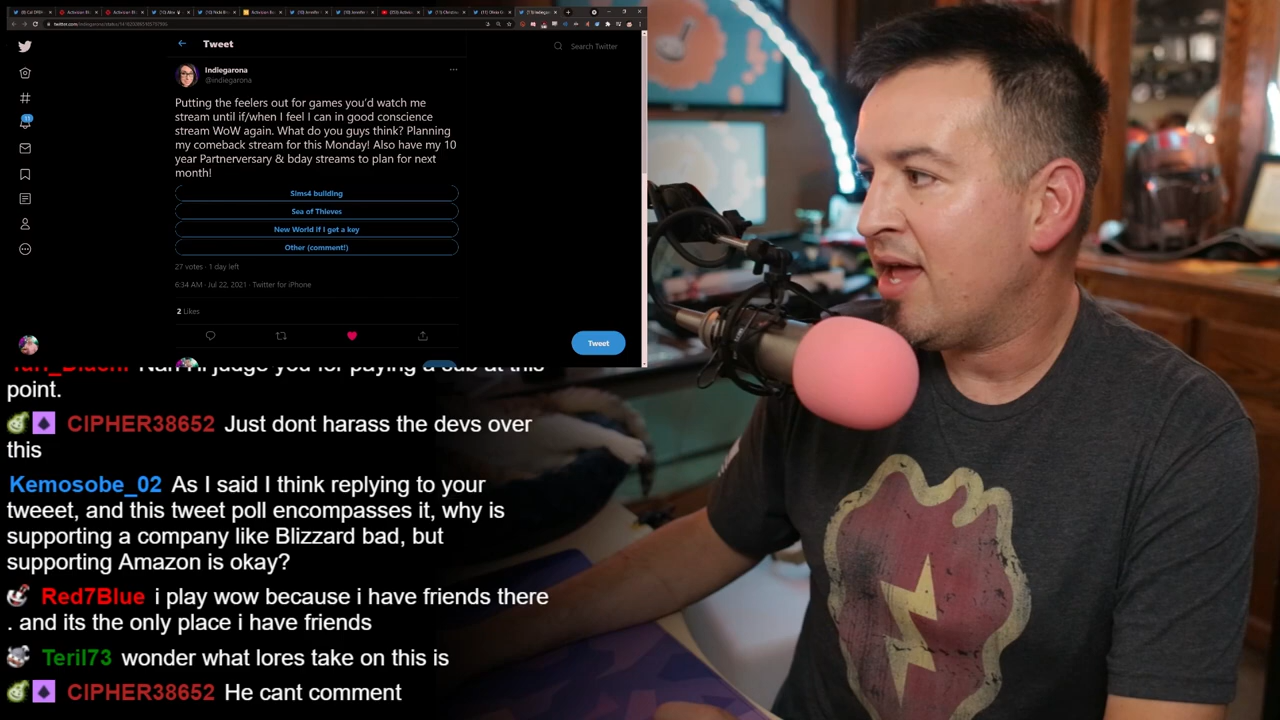 Tweet
Search Twitter
Indiegarona
@indiegarona
Putting the feelers out for games you'd watch me
stream until if/when I feel I can in good conscience
stream WoW again. What do you guys think? Planning
my comeback stream for this Monday! Also have my 10
year Partnerversary & bday streams to plan for next
month!
Sims4 building
Sea of Thieves
New World if I get a key
Other (comment!)
27 votes · 1 day left
6:34 AM · Jul 22, 2021 · Twitter for iPhone
2 Likes
Tweet
point.
CIPHER38652 Just dont harass the devs over
this
Kemosobe_02 As I said I think replying to your
tweeet, and this tweet poll encompasses it, why is
supporting a company like Blizzard bad, but
supporting Amazon is okay?
Red7Blue i play wow because i have friends there
. and its the only place i have friends
Teril73 wonder what lores take on this is
CIPHER38652 He cant comment